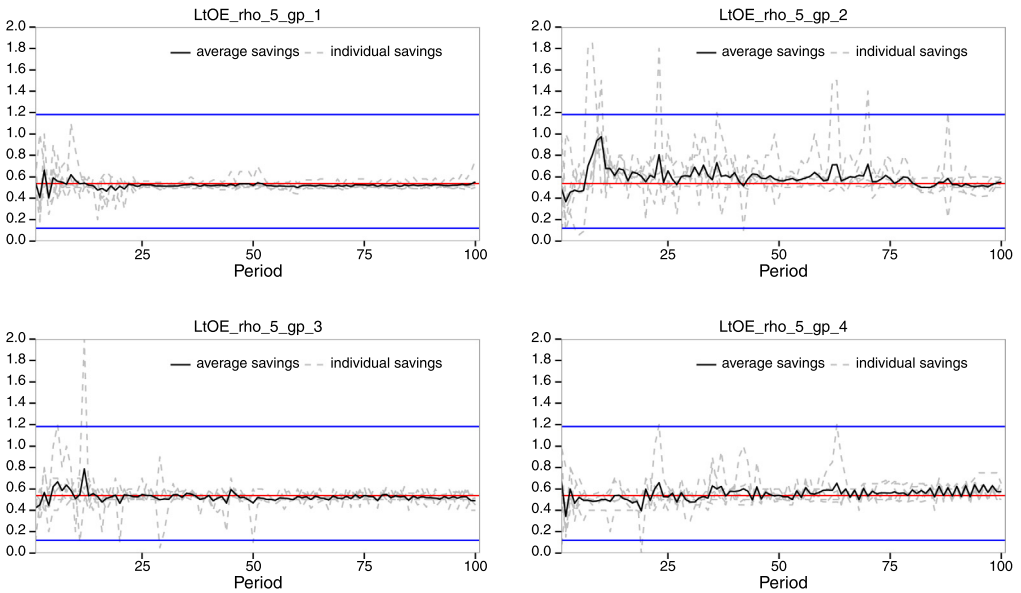 LtOE_rho_5_gp_1
2.0
1.8
1.6
1.4
1.2
1.0
0.8
0.6
0.4
0.2
0.0
average savings individual savings
25 50 75 100
Period
LtOE_rho_5_gp_2
2.0
1.8
1.6
1.4
1.2
1.0
0.8
0.6
0.4
0.2
0.0
average savings individual savings
25 50 75 100
Period
LtOE_rho_5_gp_3
2.0
1.8
1.6
1.4
1.2
1.0
0.8
0.6
0.4
0.2
0.0
average savings individual savings
25 50 75 100
Period
LtOE_rho_5_gp_4
2.0
1.8
1.6
1.4
1.2
1.0
0.8
0.6
0.4
0.2
0.0
average savings individual savings
25 50 75 100
Period